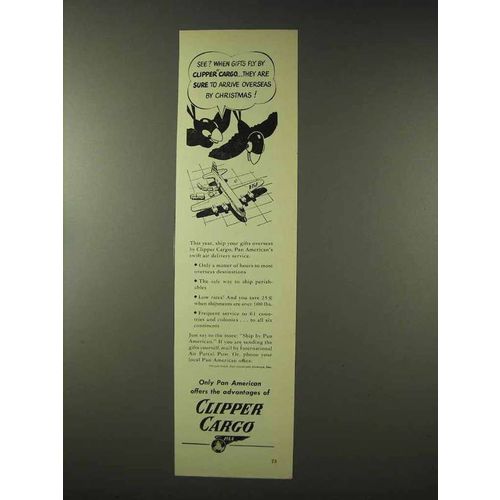 SEE? WHEN GIFTS FLY BY
CLIPPER* CARGO...THEY ARE
SURE TO ARRIVE OVERSEAS
BY CHRISTMAS!
This year, ship your gifts overseas
by Clipper Cargo, Pan American's
swift air delivery service.
• Only a matter of hours to most
overseas destinations
• The safe way to ship perish-
ables
• Low rates! And you save 25%
when shipments are over 100 lbs.
• Frequent service to 61 coun-
tries and colonies . . . to all six
continents
Just say to the store: "Ship by Pan
American." If you are sending the
gifts yourself, mail by International
Air Parcel Post. Or, phone your
local Pan American office.
Only Pan American
offers the advantages of
CLIPPER
CARGO
PAA
73